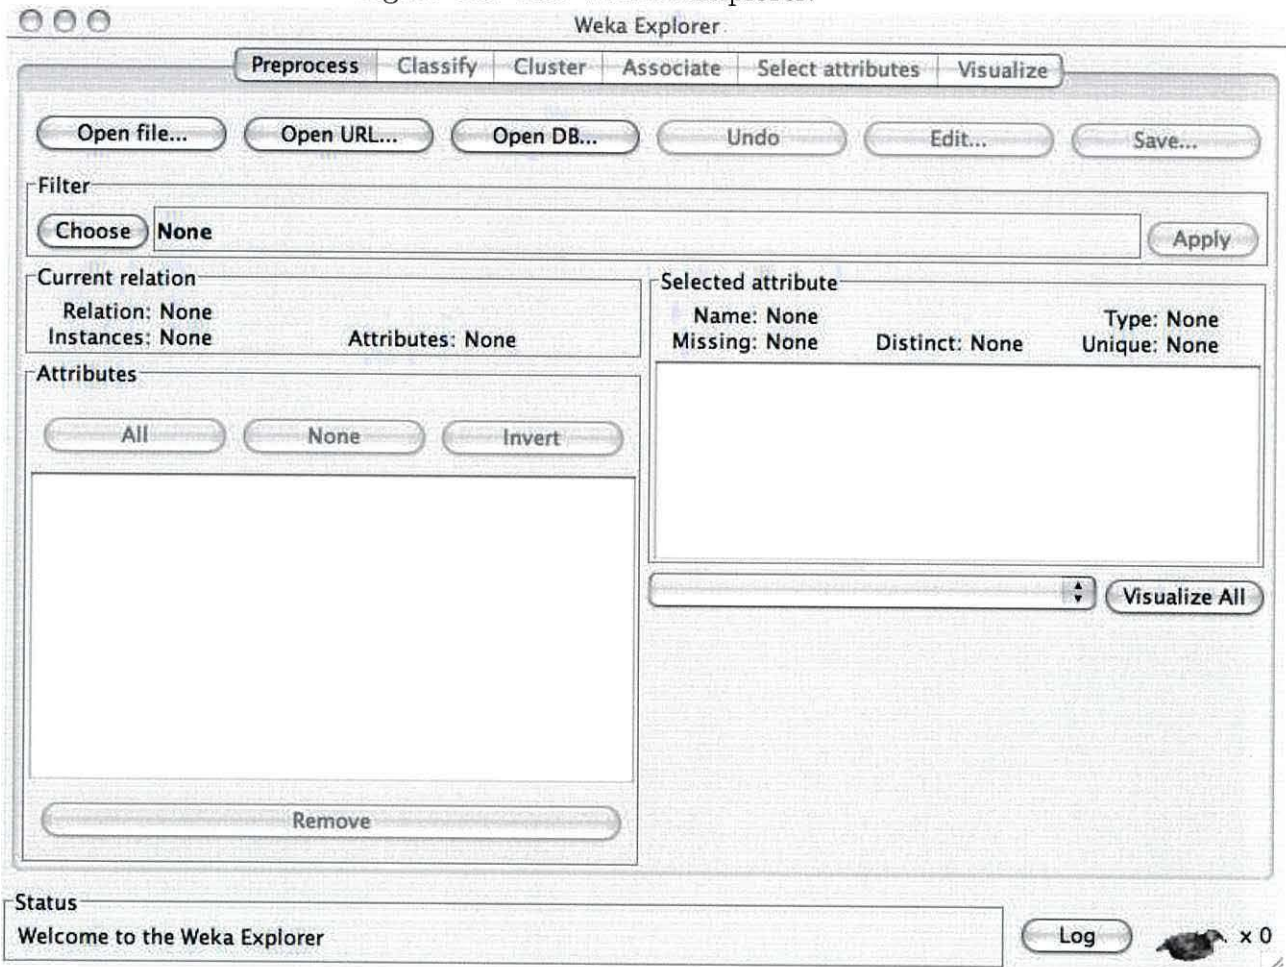 Weka Explorer
Preprocess Classify Cluster Associate Select attributes Visualize
Open file... Open URL... Open DB... Undo Edit... Save...
Filter
Choose None Apply
Current relation
Relation: None
Instances: None Attributes: None
Selected attribute
Name: None Type: None
Missing: None Distinct: None Unique: None
Attributes
All None Invert
Visualize All
Remove
Status
Welcome to the Weka Explorer
Log x 0